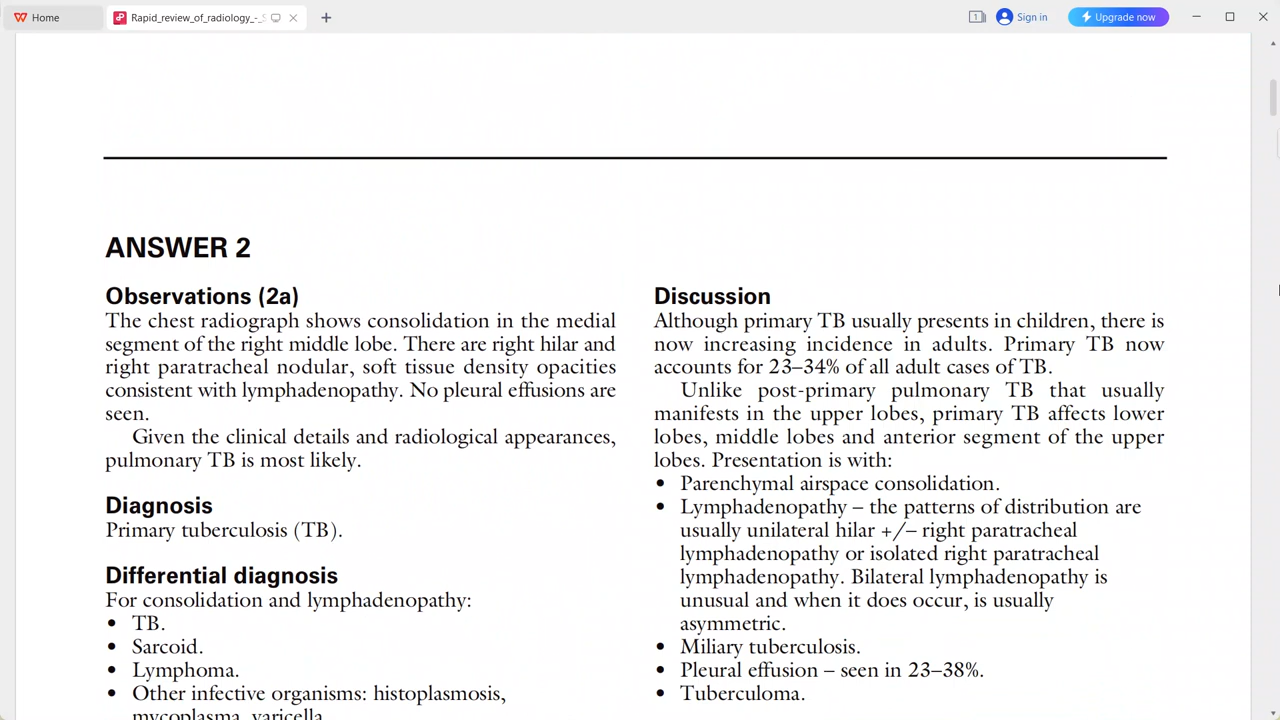 Home
Rapid_review_of_radiology_-_S
1
Sign in
Upgrade now
ANSWER 2
Observations (2a)
The chest radiograph shows consolidation in the medial
segment of the right middle lobe. There are right hilar and
right paratracheal nodular, soft tissue density opacities
consistent with lymphadenopathy. No pleural effusions are
seen.
Given the clinical details and radiological appearances,
pulmonary TB is most likely.
Diagnosis
Primary tuberculosis (TB).
Differential diagnosis
For consolidation and lymphadenopathy:
• TB.
• Sarcoid.
• Lymphoma.
• Other infective organisms: histoplasmosis,
mycoplasma, varicella
Discussion
Although primary TB usually presents in children, there is
now increasing incidence in adults. Primary TB now
accounts for 23–34% of all adult cases of TB.
Unlike post-primary pulmonary TB that usually
manifests in the upper lobes, primary TB affects lower
lobes, middle lobes and anterior segment of the upper
lobes. Presentation is with:
• Parenchymal airspace consolidation.
• Lymphadenopathy – the patterns of distribution are
usually unilateral hilar +/– right paratracheal
lymphadenopathy or isolated right paratracheal
lymphadenopathy. Bilateral lymphadenopathy is
unusual and when it does occur, is usually
asymmetric.
• Miliary tuberculosis.
• Pleural effusion – seen in 23–38%.
• Tuberculoma.